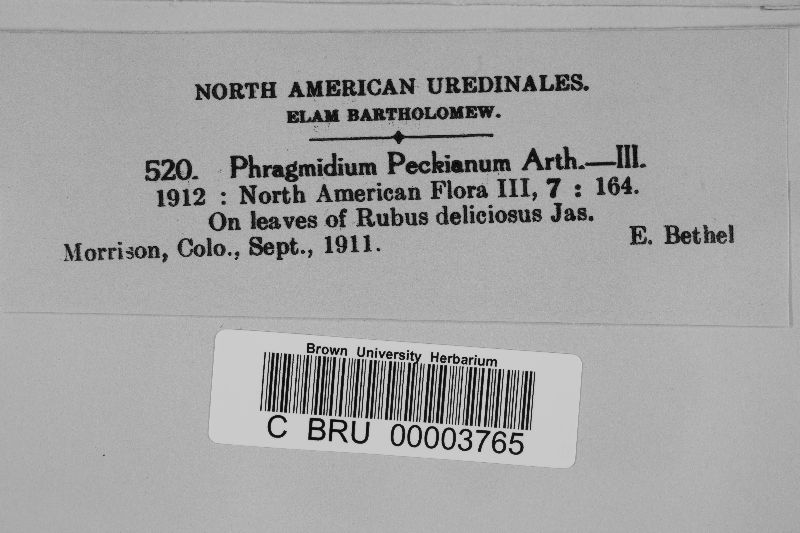 NORTH AMERICAN UREDINALES.
ELAM BARTHOLOMEW.
520. Phragmidium Peckianum Arth.—III.
1912 : North American Flora III, 7 : 164.
On leaves of Rubus deliciosus Jas.
Morrison, Colo., Sept., 1911. E. Bethel
Brown University Herbarium
C BRU 00003765